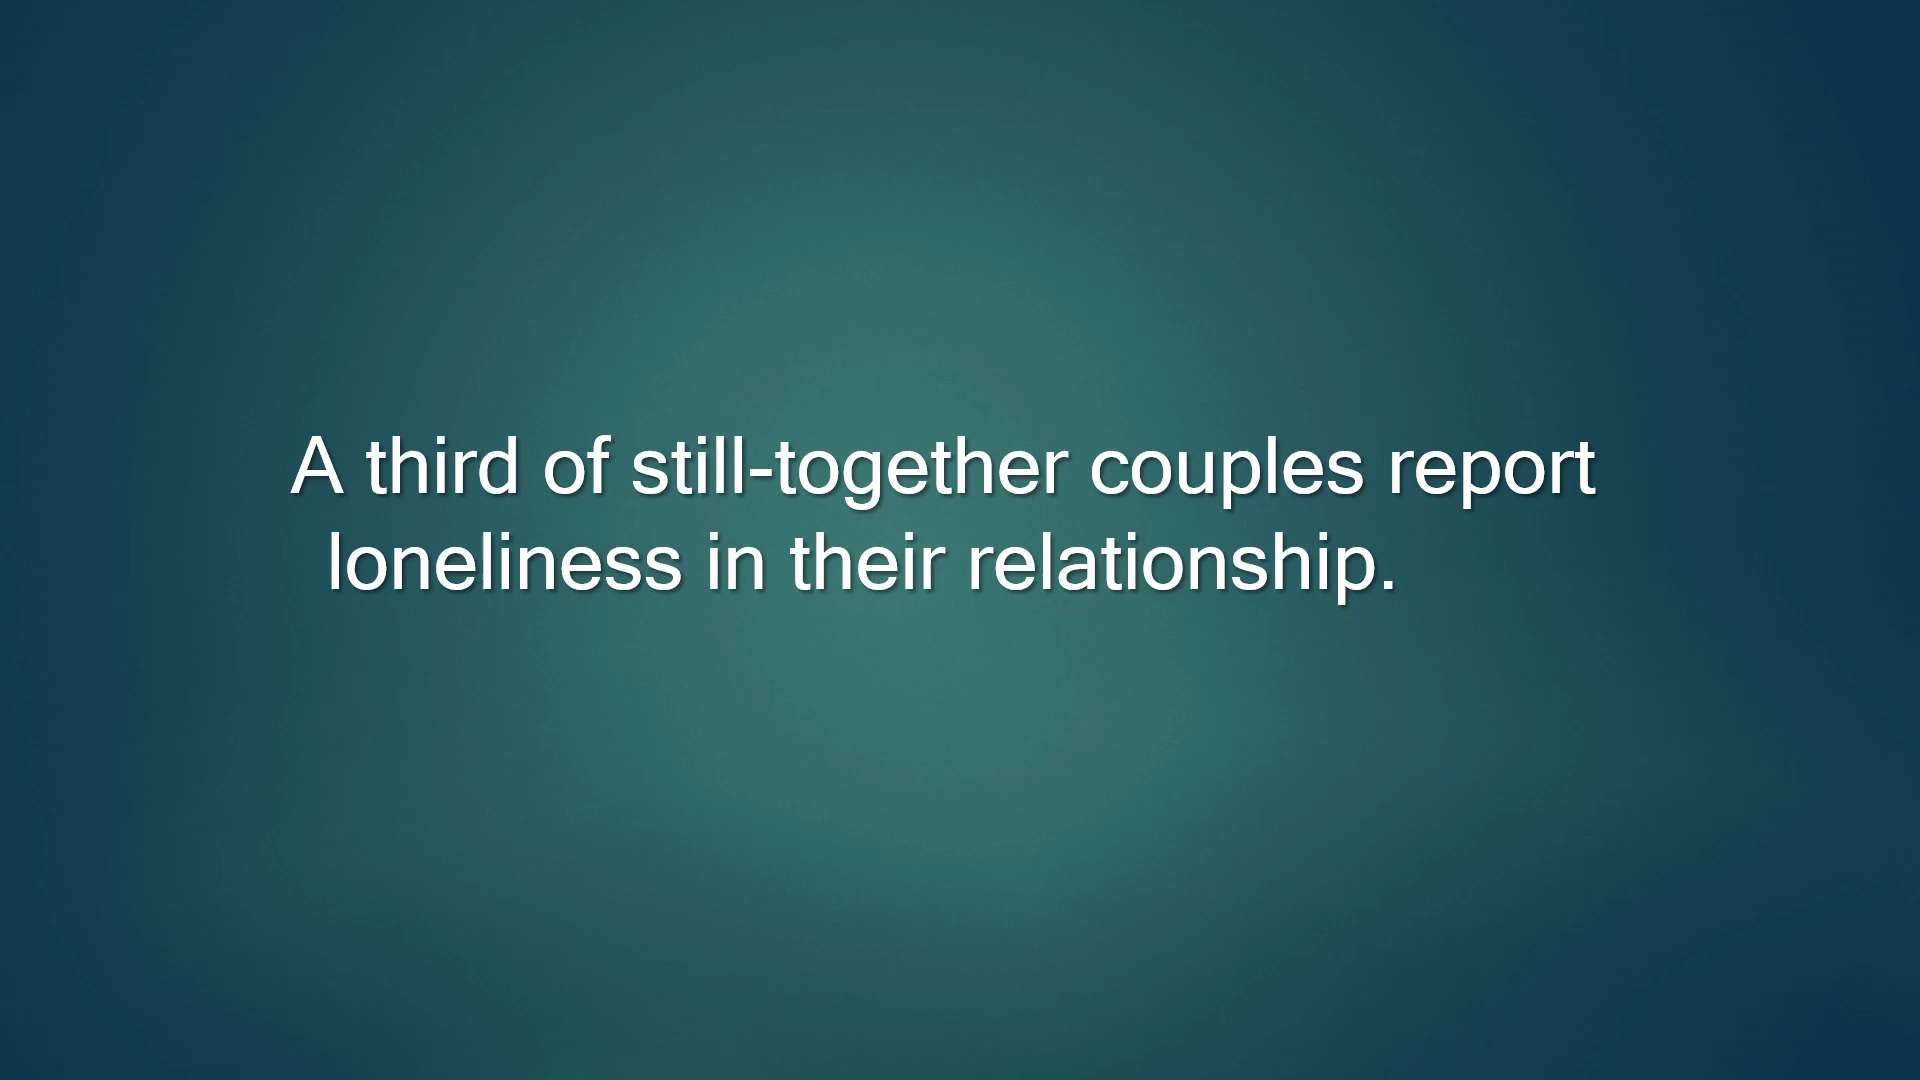 A third of still-together couples report
loneliness in their relationship.